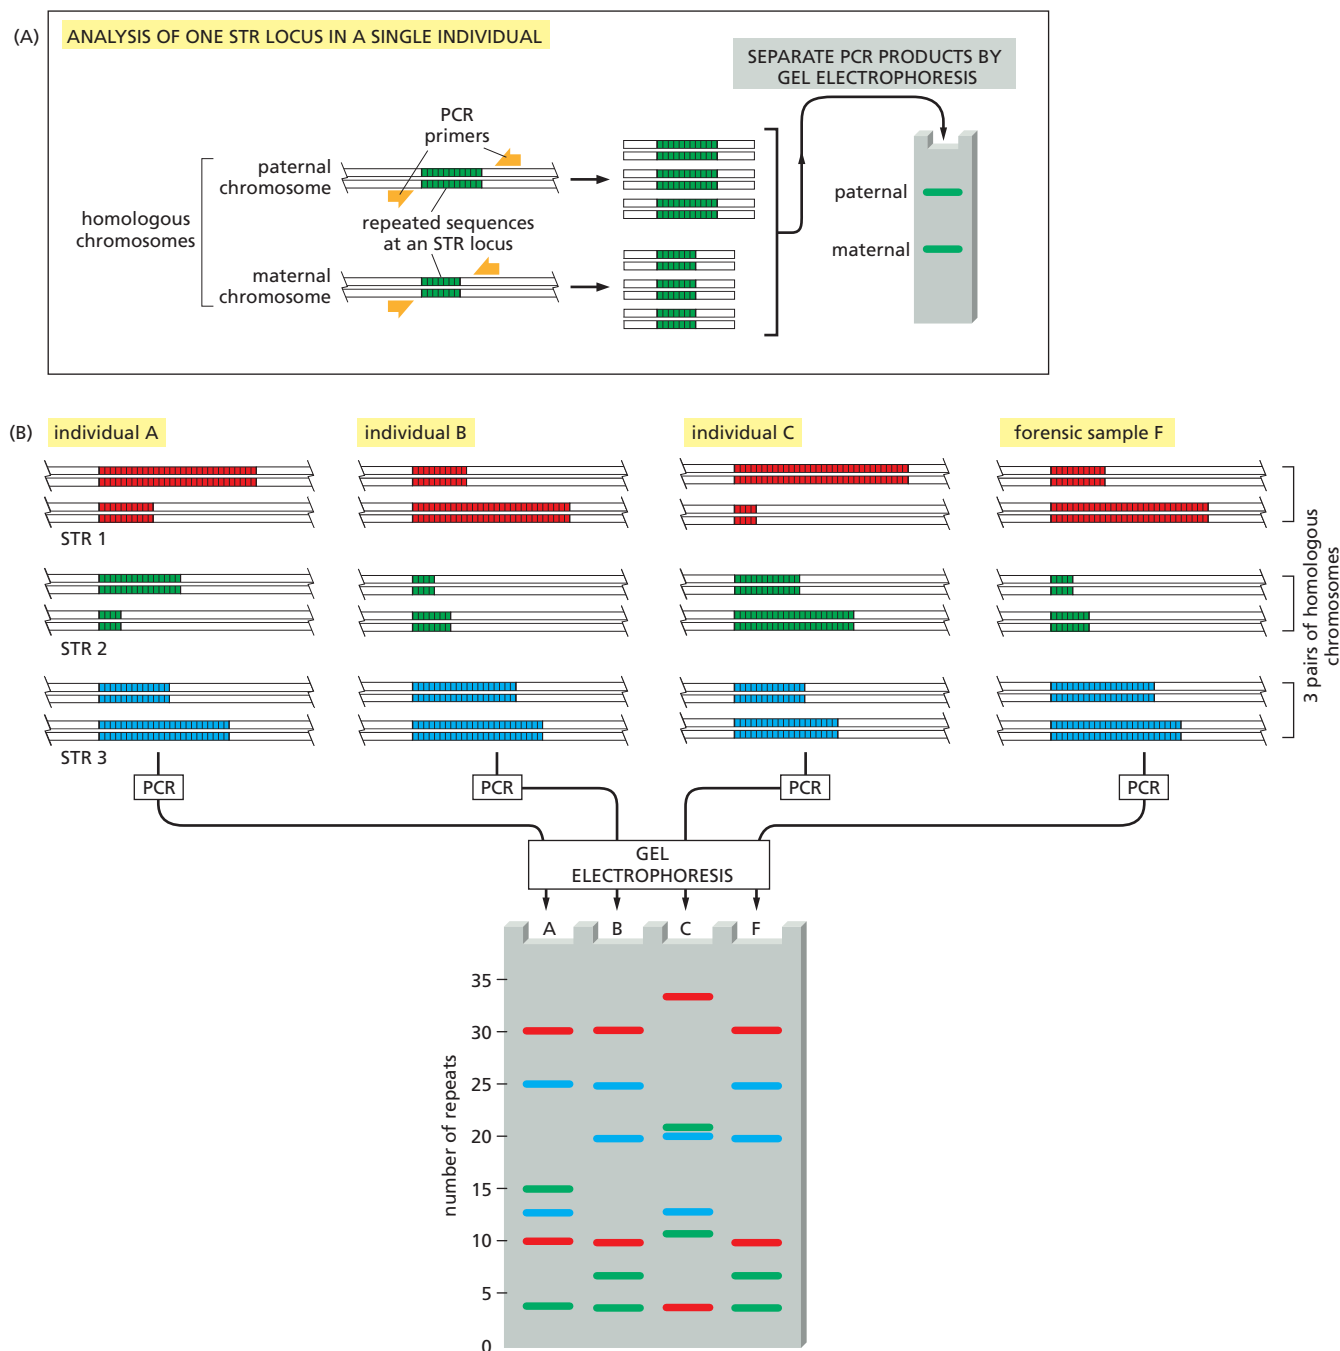 (A)
ANALYSIS OF ONE STR LOCUS IN A SINGLE INDIVIDUAL
SEPARATE PCR PRODUCTS BY
GEL ELECTROPHORESIS
PCR
primers
paternal
chromosome
homologous
chromosomes
repeated sequences
at an STR locus
maternal
chromosome
paternal
maternal
(B)
individual A
individual B
individual C
forensic sample F
STR 1
STR 2
STR 3
3 pairs of homologous
chromosomes
PCR
PCR
PCR
PCR
GEL
ELECTROPHORESIS
A
B
C
F
number of repeats
35
30
25
20
15
10
5
0